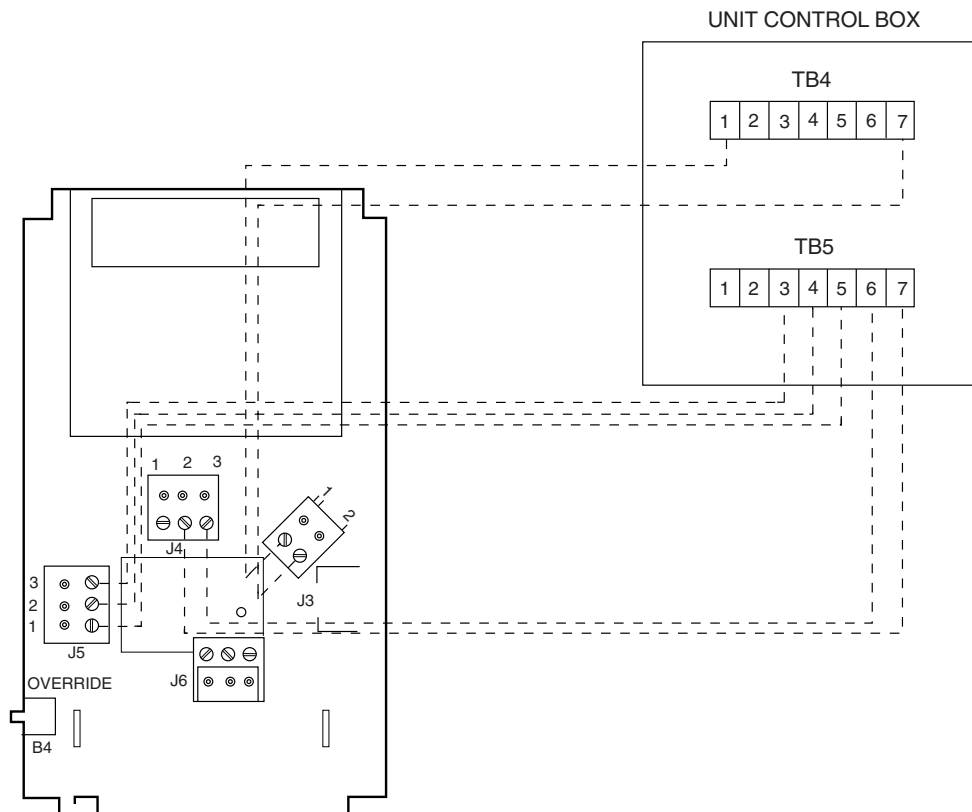 UNIT CONTROL BOX
TB4
1 2 3 4 5 6 7
TB5
1 2 3 4 5 6 7
1 2 3
J4
1
2
J3
3
2
1
J5
J6
OVERRIDE
B4